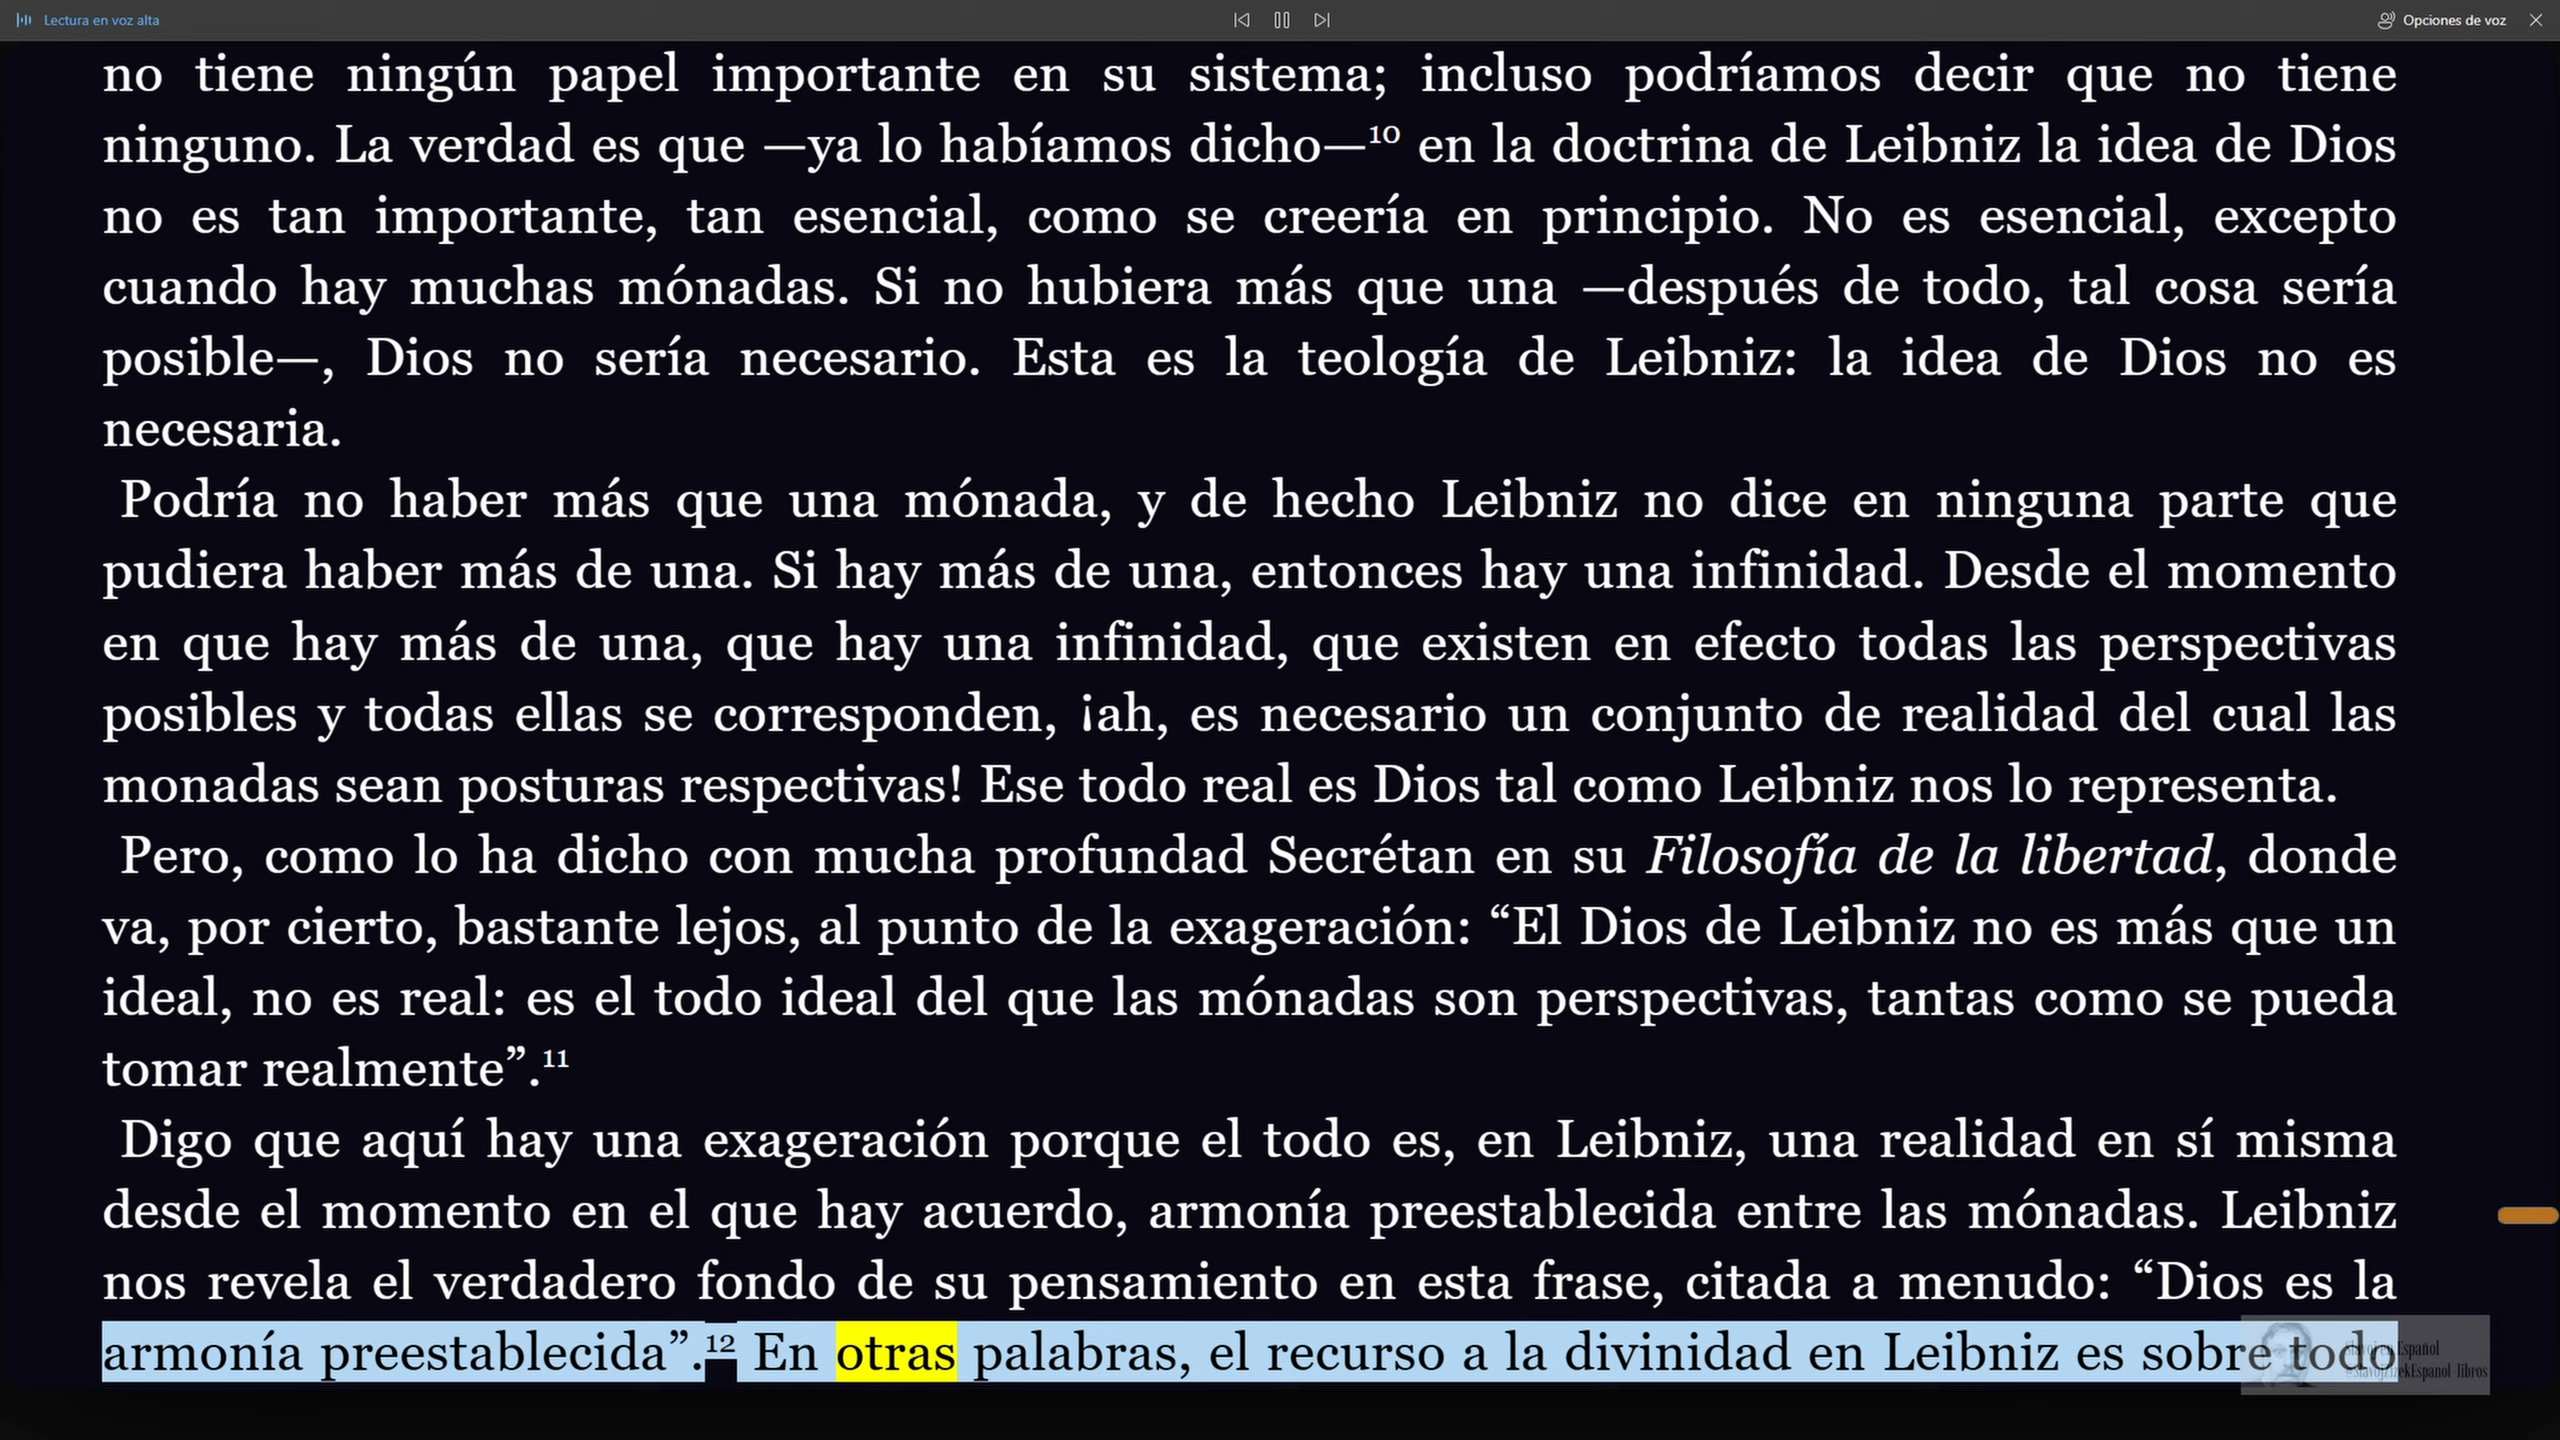 Lectura en voz alta
Opciones de voz
no tiene ningún papel importante en su sistema; incluso podríamos decir que no tiene
ninguno. La verdad es que —ya lo habíamos dicho—¹⁰ en la doctrina de Leibniz la idea de Dios
no es tan importante, tan esencial, como se creería en principio. No es esencial, excepto
cuando hay muchas mónadas. Si no hubiera más que una —después de todo, tal cosa sería
posible—, Dios no sería necesario. Esta es la teología de Leibniz: la idea de Dios no es
necesaria.
Podría no haber más que una mónada, y de hecho Leibniz no dice en ninguna parte que
pudiera haber más de una. Si hay más de una, entonces hay una infinidad. Desde el momento
en que hay más de una, que hay una infinidad, que existen en efecto todas las perspectivas
posibles y todas ellas se corresponden, ¡ah, es necesario un conjunto de realidad del cual las
monadas sean posturas respectivas! Ese todo real es Dios tal como Leibniz nos lo representa.
Pero, como lo ha dicho con mucha profundad Secrétan en su Filosofía de la libertad, donde
va, por cierto, bastante lejos, al punto de la exageración: “El Dios de Leibniz no es más que un
ideal, no es real: es el todo ideal del que las mónadas son perspectivas, tantas como se pueda
tomar realmente”.¹¹
Digo que aquí hay una exageración porque el todo es, en Leibniz, una realidad en sí misma
desde el momento en el que hay acuerdo, armonía preestablecida entre las mónadas. Leibniz
nos revela el verdadero fondo de su pensamiento en esta frase, citada a menudo: “Dios es la
armonía preestablecida”.¹² En otras palabras, el recurso a la divinidad en Leibniz es sobre todo
Español
libros